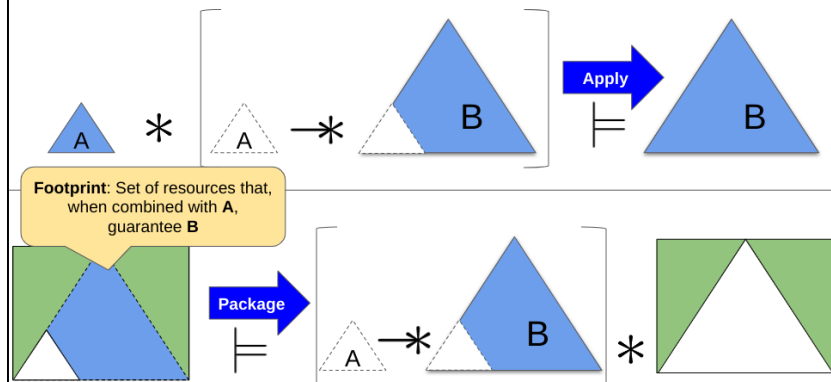 A * A —* B Apply ⊨ B
Footprint: Set of resources that,
when combined with A,
guarantee B
Package ⊨ A —* B *